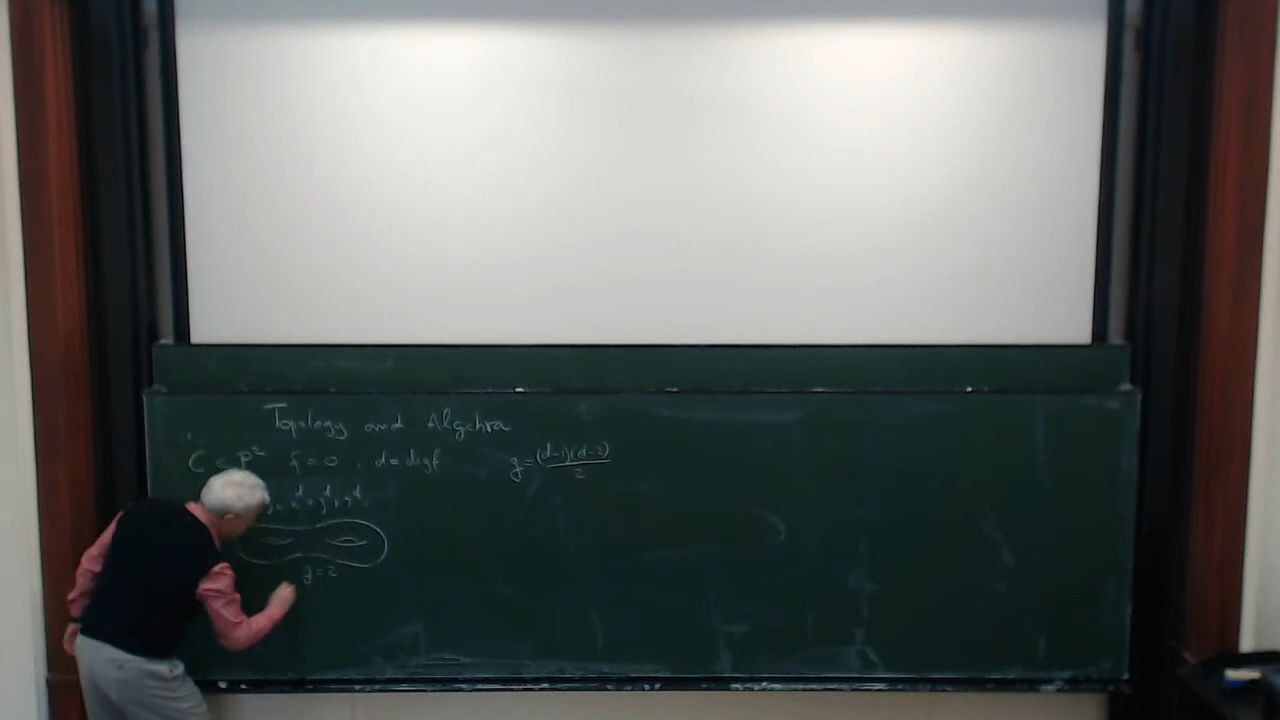 Topology and Algebra
C ⊂ P² f = 0 , d = deg f g = (d-1)(d-2)/2
x^d + y^d + z^d
g = 2